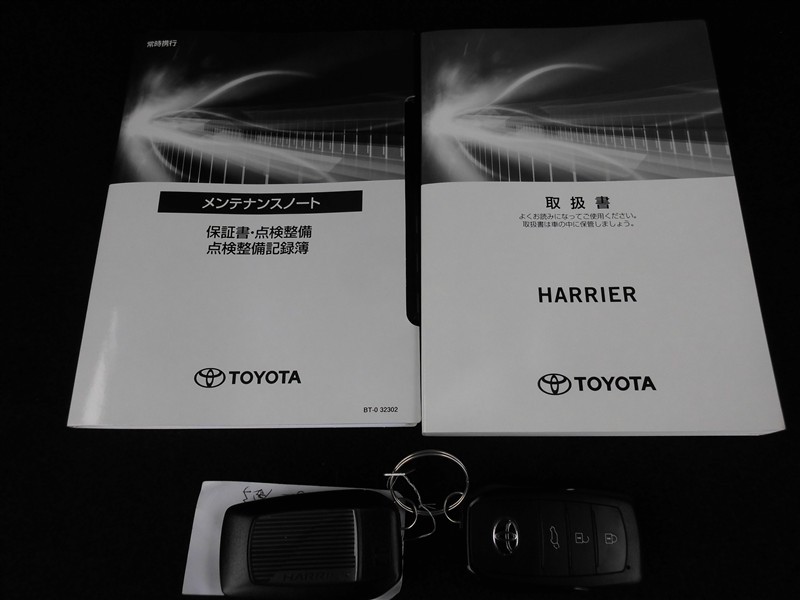 常時携行
メンテナンスノート
保証書・点検整備
点検整備記録簿
TOYOTA
BT-0 32302
取扱書
よくお読みになってご使用ください。
取扱書は車の中に保管しましょう。
HARRIER
TOYOTA
HARRIER